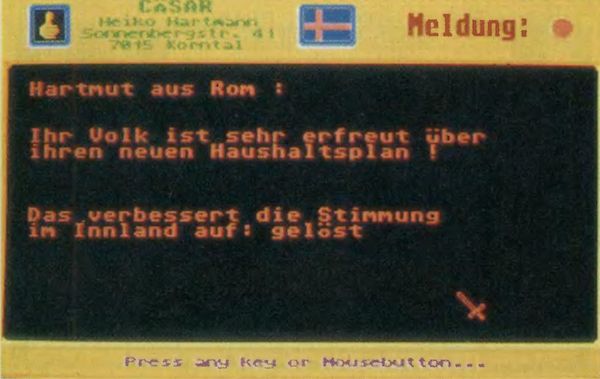 CäSAR
Heiko Hartmann
Sonnenbergstr. 41
7015 Korntal
Meldung:
Hartmut aus Rom :
Ihr Volk ist sehr erfreut über
ihren neuen Haushaltsplan !
Das verbessert die Stimmung
im Innland auf: gelöst
Press any Key or Mousebutton...